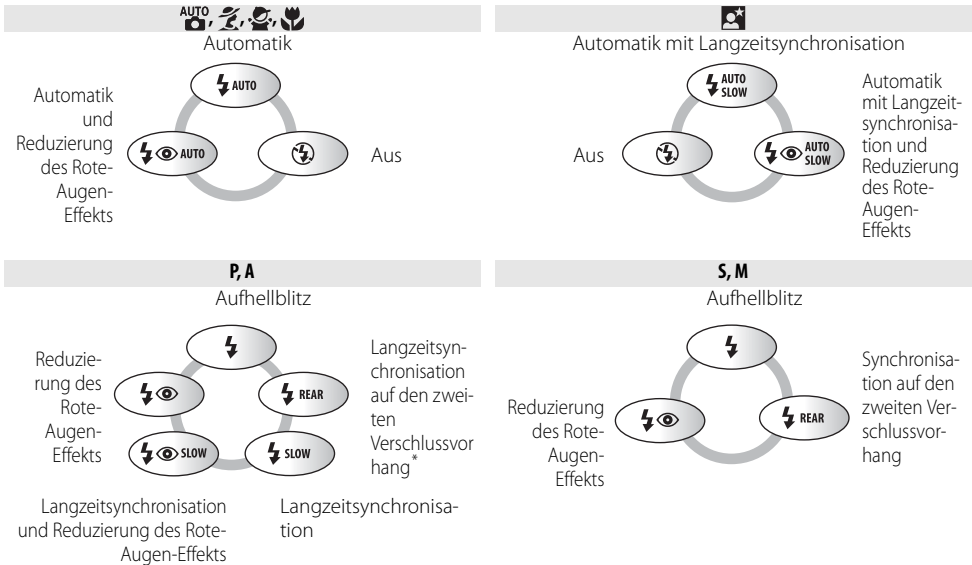 AUTO
Automatik
AUTO
Automatik
und
Reduzierung
des Rote-
Augen-
Effekts
AUTO
Aus
Automatik mit Langzeitsynchronisation
AUTO
SLOW
Aus
AUTO
SLOW
Automatik
mit Langzeit-
synchronisa-
tion und
Reduzierung
des Rote-
Augen-
Effekts
P, A
Aufhellblitz
Reduzie-
rung des
Rote-
Augen-
Effekts
REAR
Langzeitsyn-
chronisation
auf den zwei-
ten
Verschlussvor
hang*
SLOW
SLOW
Langzeitsynchronisation
und Reduzierung des Rote-
Augen-Effekts
Langzeitsynchronisa-
tion
S, M
Aufhellblitz
Reduzierung
des Rote-
Augen-
Effekts
REAR
Synchronisa-
tion auf den
zweiten Ver-
schlussvor-
hang